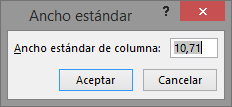 Ancho estándar
Ancho estándar de columna: 10,71
Aceptar Cancelar